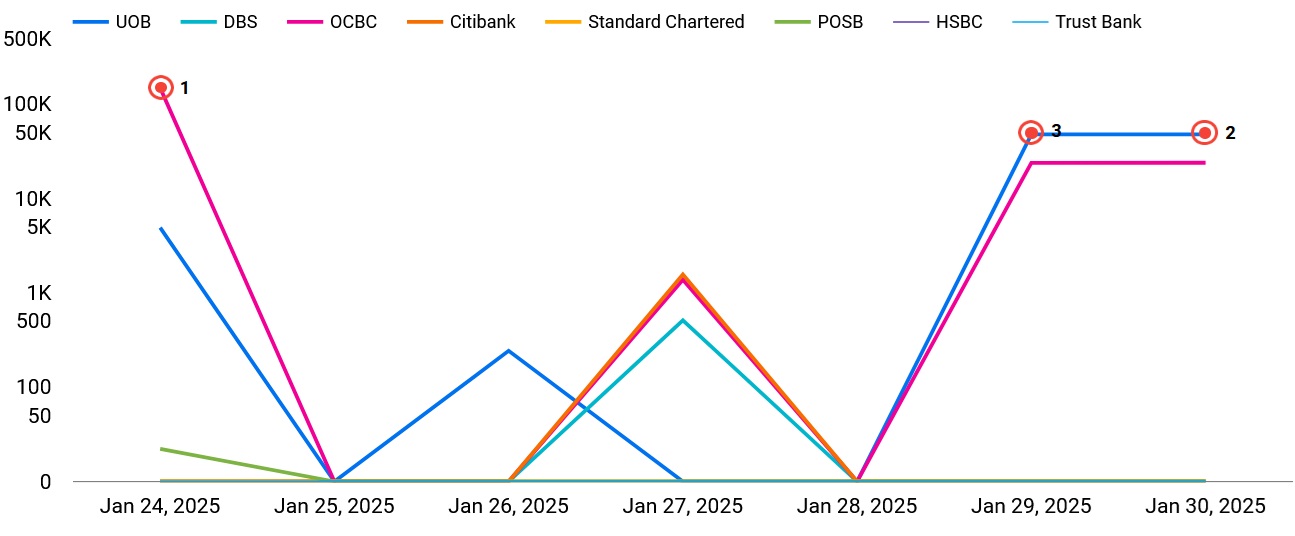 UOB DBS OCBC Citibank Standard Chartered POSB HSBC Trust Bank
500K
1
100K
50K
3
2
10K
5K
1K
500
100
50
0
Jan 24, 2025 Jan 25, 2025 Jan 26, 2025 Jan 27, 2025 Jan 28, 2025 Jan 29, 2025 Jan 30, 2025